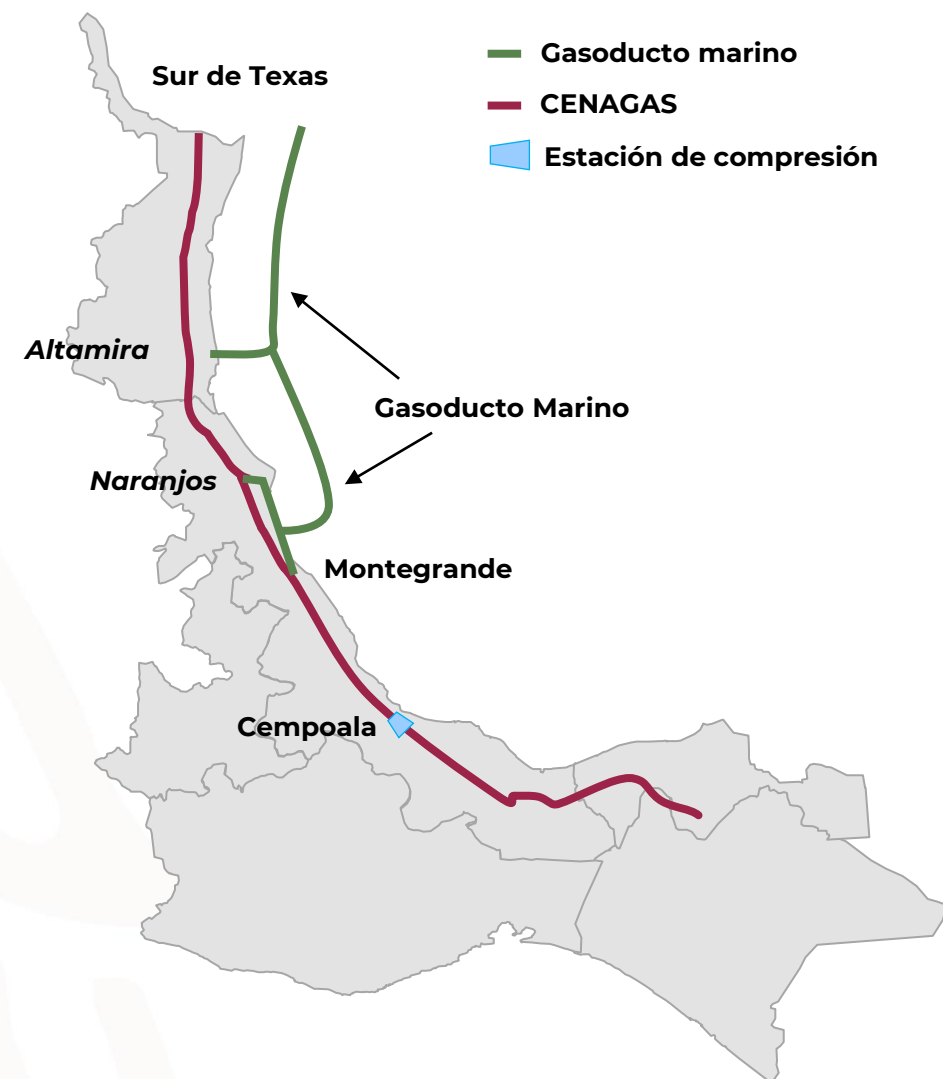 Sur de Texas
Gasoducto marino
CENAGAS
Estación de compresión
Altamira
Gasoducto Marino
Naranjos
Montegrande
Cempoala